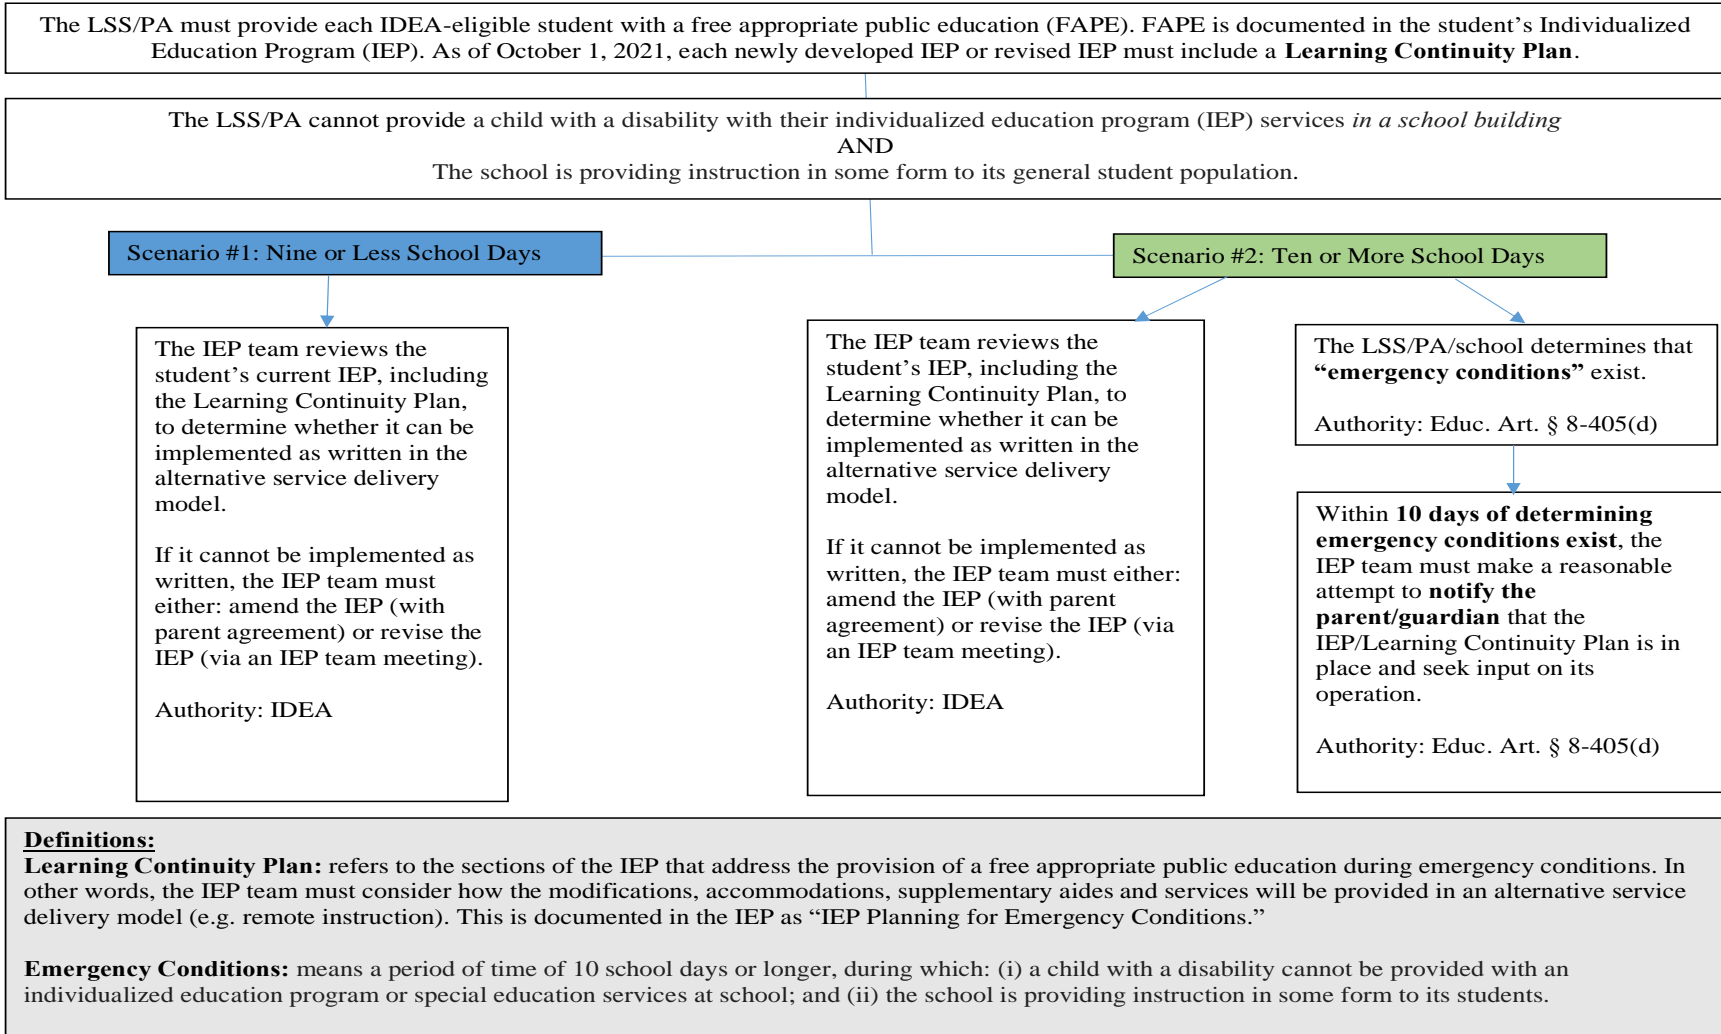 The LSS/PA must provide each IDEA-eligible student with a free appropriate public education (FAPE). FAPE is documented in the student’s Individualized
Education Program (IEP). As of October 1, 2021, each newly developed IEP or revised IEP must include a Learning Continuity Plan.
The LSS/PA cannot provide a child with a disability with their individualized education program (IEP) services in a school building
AND
The school is providing instruction in some form to its general student population.
Scenario #1: Nine or Less School Days
Scenario #2: Ten or More School Days
The IEP team reviews the
student’s current IEP, including
the Learning Continuity Plan,
to determine whether it can be
implemented as written in the
alternative service delivery
model.
If it cannot be implemented as
written, the IEP team must
either: amend the IEP (with
parent agreement) or revise the
IEP (via an IEP team meeting).
Authority: IDEA
The IEP team reviews the
student’s IEP, including the
Learning Continuity Plan, to
determine whether it can be
implemented as written in the
alternative service delivery
model.
If it cannot be implemented as
written, the IEP team must either:
amend the IEP (with parent
agreement) or revise the IEP (via
an IEP team meeting).
Authority: IDEA
The LSS/PA/school determines that
“emergency conditions” exist.
Authority: Educ. Art. § 8-405(d)
Within 10 days of determining
emergency conditions exist, the
IEP team must make a reasonable
attempt to notify the
parent/guardian that the
IEP/Learning Continuity Plan is in
place and seek input on its
operation.
Authority: Educ. Art. § 8-405(d)
Definitions:
Learning Continuity Plan: refers to the sections of the IEP that address the provision of a free appropriate public education during emergency conditions. In
other words, the IEP team must consider how the modifications, accommodations, supplementary aides and services will be provided in an alternative service
delivery model (e.g. remote instruction). This is documented in the IEP as “IEP Planning for Emergency Conditions.”
Emergency Conditions: means a period of time of 10 school days or longer, during which: (i) a child with a disability cannot be provided with an
individualized education program or special education services at school; and (ii) the school is providing instruction in some form to its students.